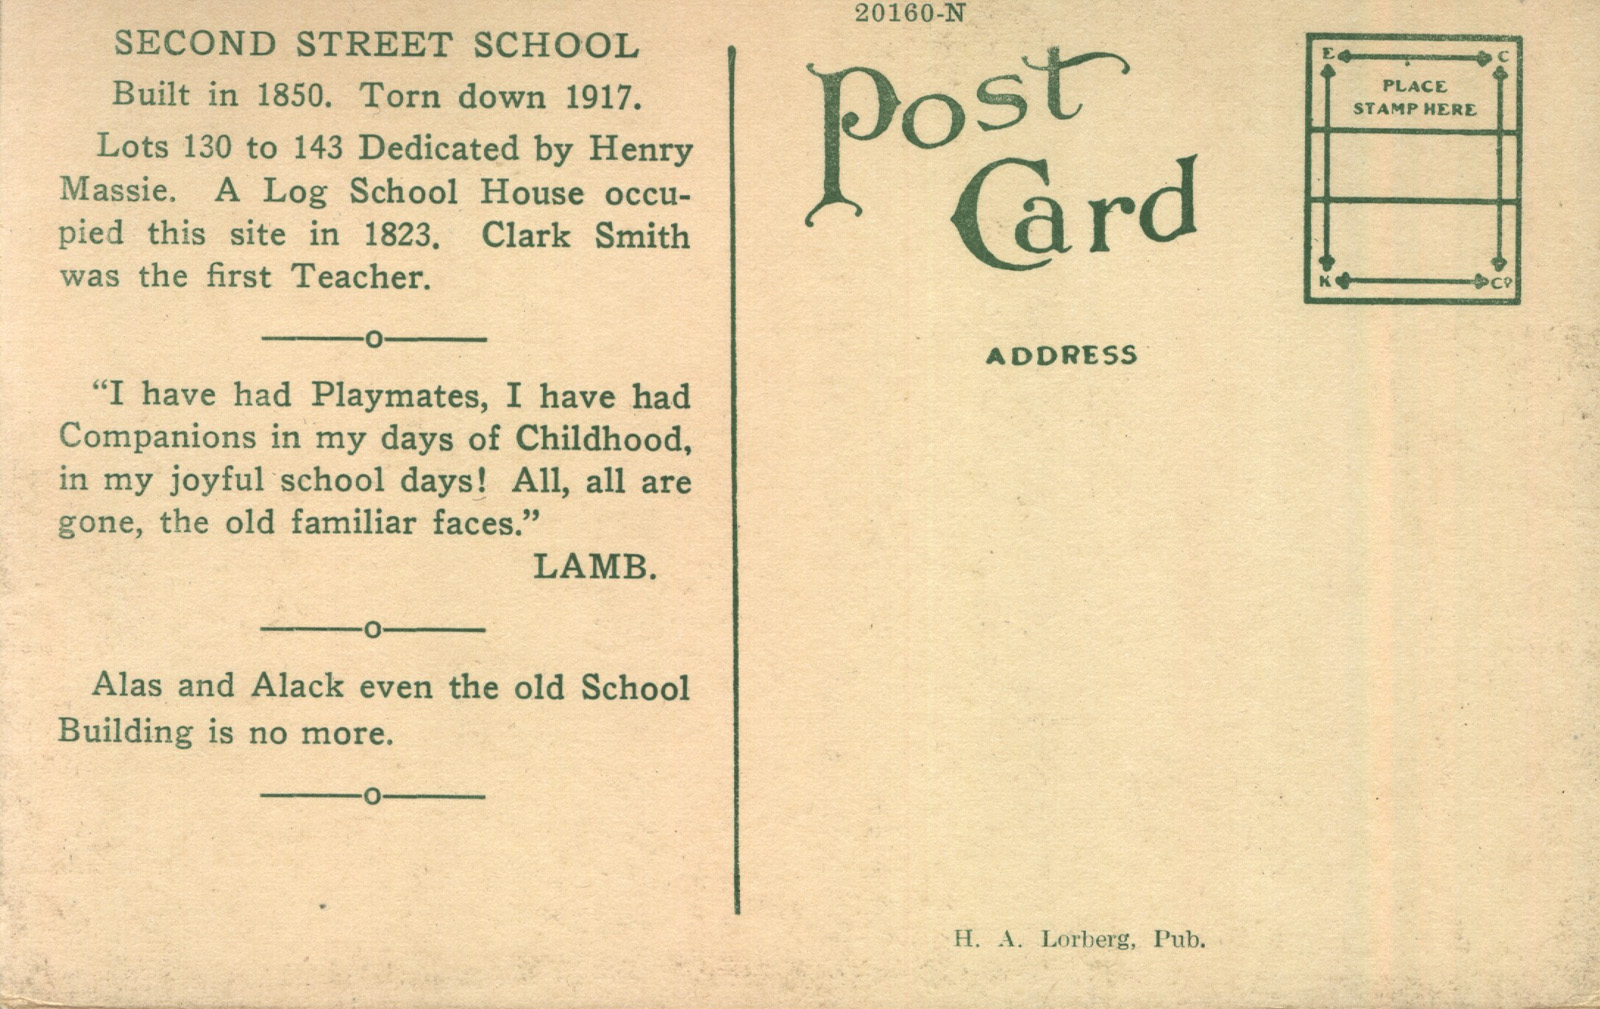 20160-N
SECOND STREET SCHOOL
Built in 1850. Torn down 1917.
Lots 130 to 143 Dedicated by Henry
Massie. A Log School House occu-
pied this site in 1823. Clark Smith
was the first Teacher.
o
“I have had Playmates, I have had
Companions in my days of Childhood,
in my joyful school days! All, all are
gone, the old familiar faces.”
LAMB.
o
Alas and Alack even the old School
Building is no more.
o
Post
Card
E C
PLACE
STAMP HERE
K Co
ADDRESS
H. A. Lorberg, Pub.